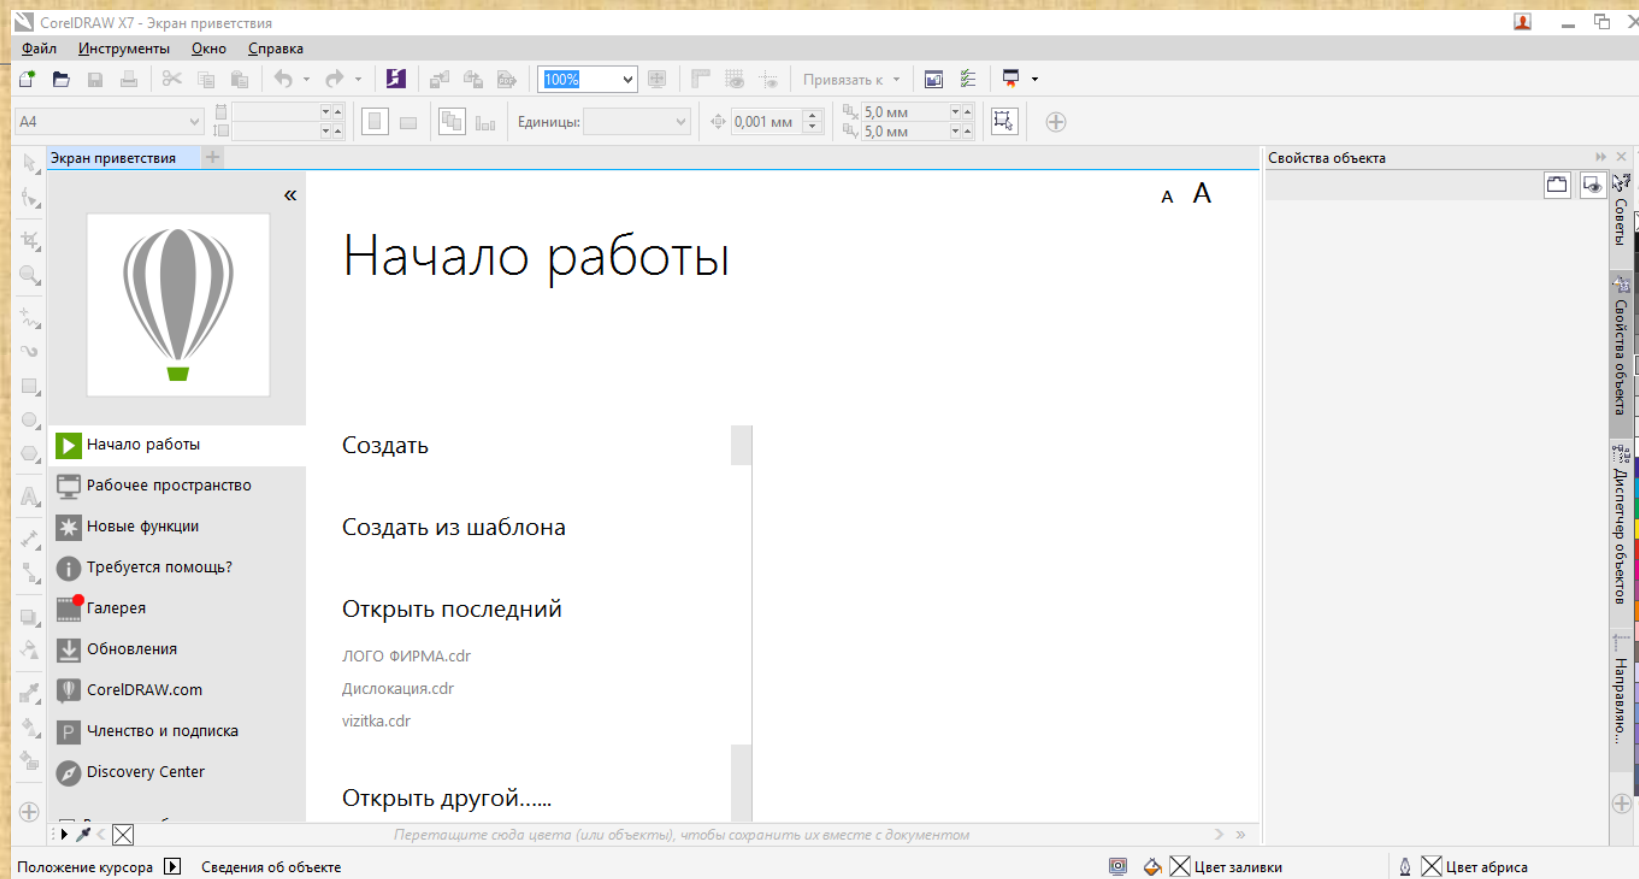 CorelDRAW X7 - Экран приветствия
Файл Инструменты Окно Справка
100%
Привязать к
A4
Единицы:
0,001 мм
5,0 мм
5,0 мм
Экран приветствия
Свойства объекта
A A
Начало работы
Начало работы
Рабочее пространство
Новые функции
Требуется помощь?
Галерея
Обновления
CorelDRAW.com
Членство и подписка
Discovery Center
Создать
Создать из шаблона
Открыть последний
ЛОГО ФИРМА.cdr
Дислокация.cdr
vizitka.cdr
Открыть другой......
Советы
Свойства объекта
Диспетчер объектов
Направляю...
Перетащите сюда цвета (или объекты), чтобы сохранить их вместе с документом
Положение курсора
Сведения об объекте
Цвет заливки
Цвет абриса